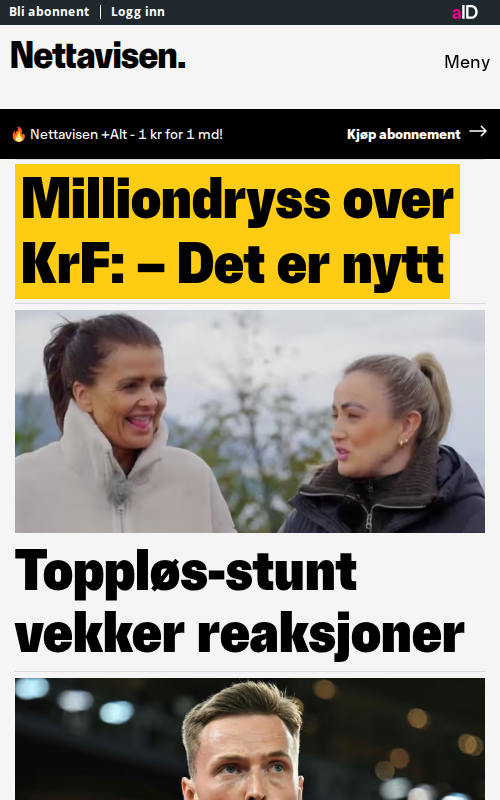 Bli abonnent
Logg inn
aID
Nettavisen.
Meny
🔥 Nettavisen +Alt - 1 kr for 1 md!
Kjøp abonnement →
Milliondryss over
KrF: – Det er nytt
Toppløs-stunt
vekker reaksjoner